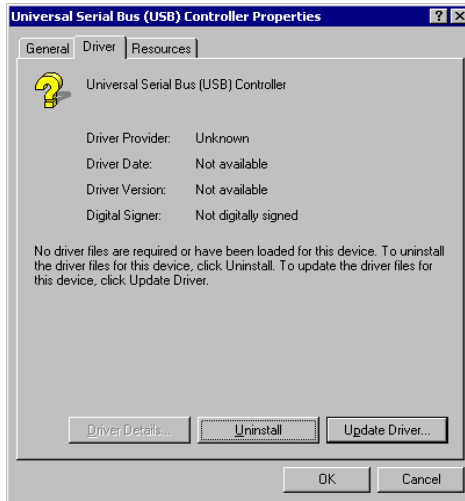 Universal Serial Bus (USB) Controller Properties
General Driver Resources
Universal Serial Bus (USB) Controller
Driver Provider: Unknown
Driver Date: Not available
Driver Version: Not available
Digital Signer: Not digitally signed
No driver files are required or have been loaded for this device. To uninstall
the driver files for this device, click Uninstall. To update the driver files for
this device, click Update Driver.
Driver Details... Uninstall Update Driver...
OK Cancel